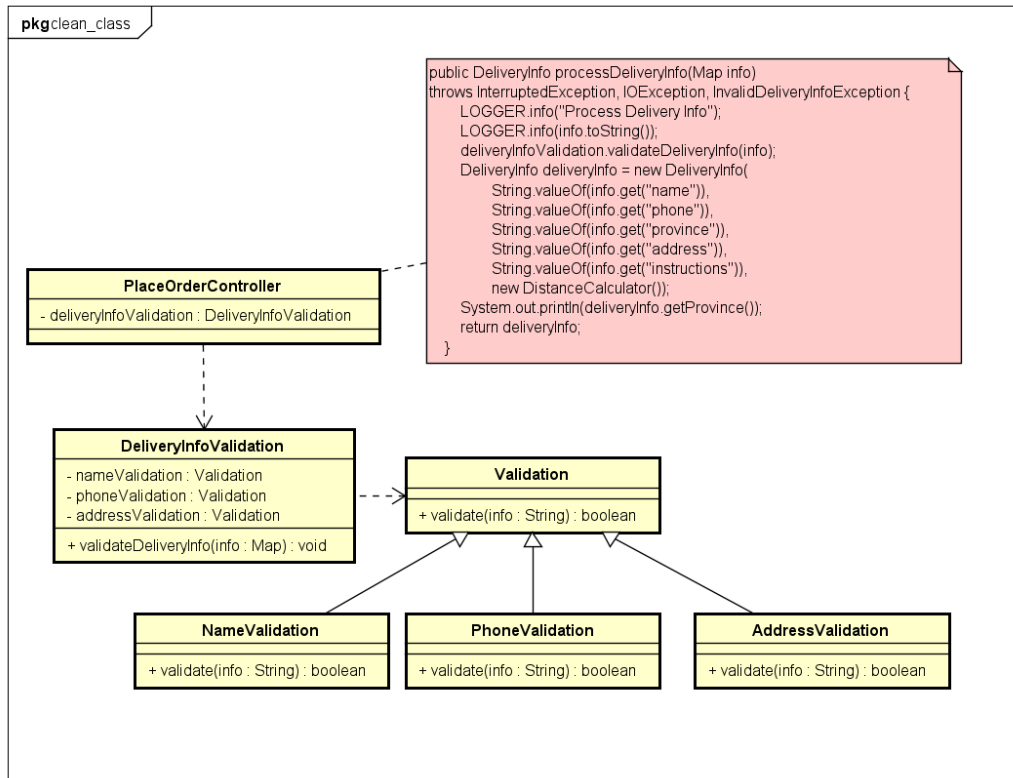 pkg clean_class
public DeliveryInfo processDeliveryInfo(Map info)
throws InterruptedException, IOException, InvalidDeliveryInfoException {
LOGGER.info("Process Delivery Info");
LOGGER.info(info.toString());
deliveryInfoValidation.validateDeliveryInfo(info);
DeliveryInfo deliveryInfo = new DeliveryInfo(
String.valueOf(info.get("name")),
String.valueOf(info.get("phone")),
String.valueOf(info.get("province")),
String.valueOf(info.get("address")),
String.valueOf(info.get("instructions")),
new DistanceCalculator());
System.out.println(deliveryInfo.getProvince());
return deliveryInfo;
}
PlaceOrderController
- deliveryInfoValidation : DeliveryInfoValidation
DeliveryInfoValidation
- nameValidation : Validation
- phoneValidation : Validation
- addressValidation : Validation
+ validateDeliveryInfo(info : Map) : void
Validation
+ validate(info : String) : boolean
NameValidation
+ validate(info : String) : boolean
PhoneValidation
+ validate(info : String) : boolean
AddressValidation
+ validate(info : String) : boolean